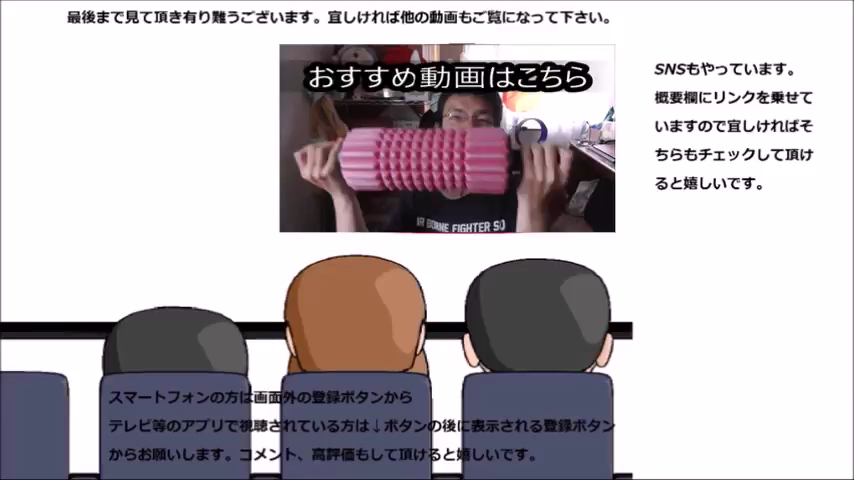 最後まで見て頂き有り難うございます。宜しければ他の動画もご覧になって下さい。
おすすめ動画はこちら
SNSもやっています。
概要欄にリンクを乗せて
いますので宜しければそ
ちらもチェックして頂け
ると嬉しいです。
BORNE FIGHTER SO
スマートフォンの方は画面外の登録ボタンから
テレビ等のアプリで視聴されている方は↓ボタンの後に表示される登録ボタン
からお願いします。コメント、高評価もして頂けると嬉しいです。